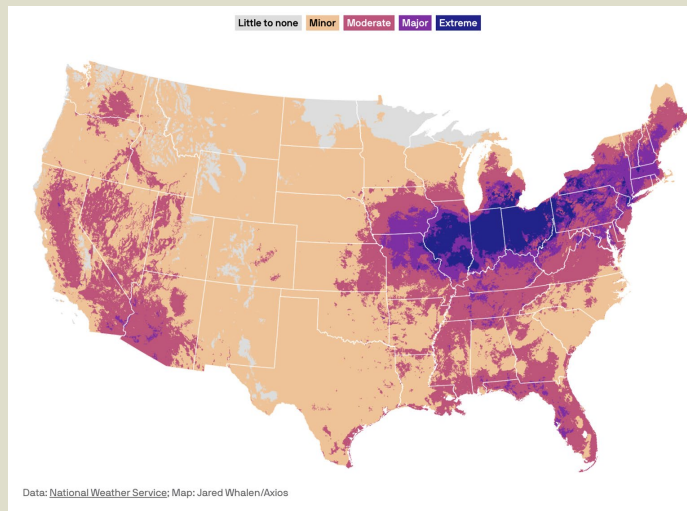 Little to none Minor Moderate Major Extreme
Data: National Weather Service; Map: Jared Whalen/Axios